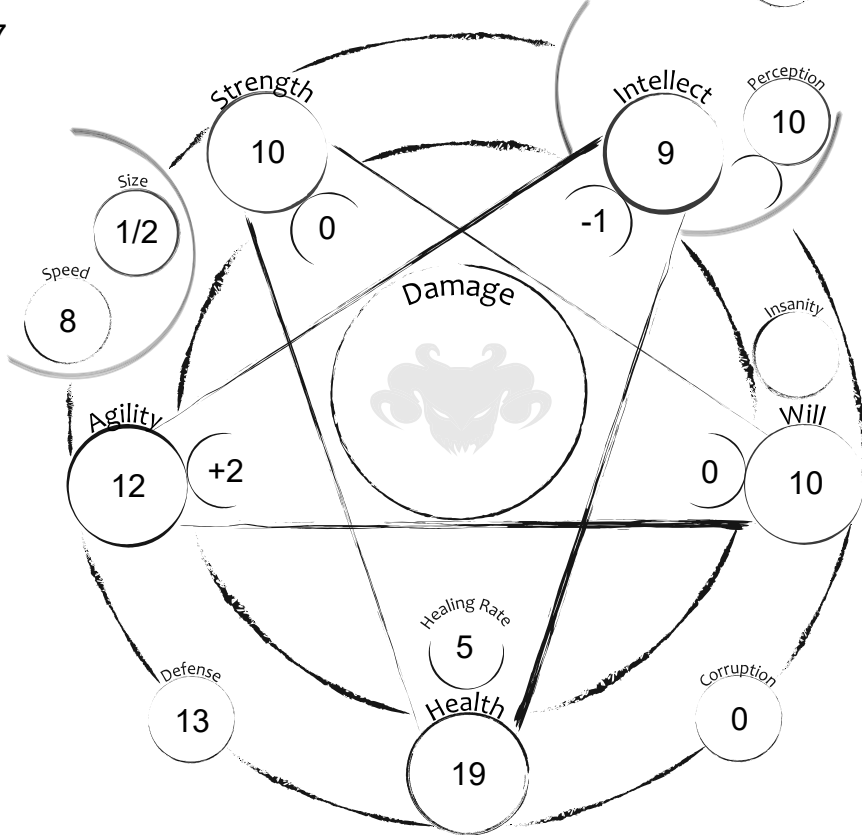 Strength
10
0
Intellect
9
-1
Perception
10
Size
1/2
Speed
8
Damage
Insanity
Agility
12
+2
Will
10
0
Healing Rate
5
Defense
13
Health
19
Corruption
0